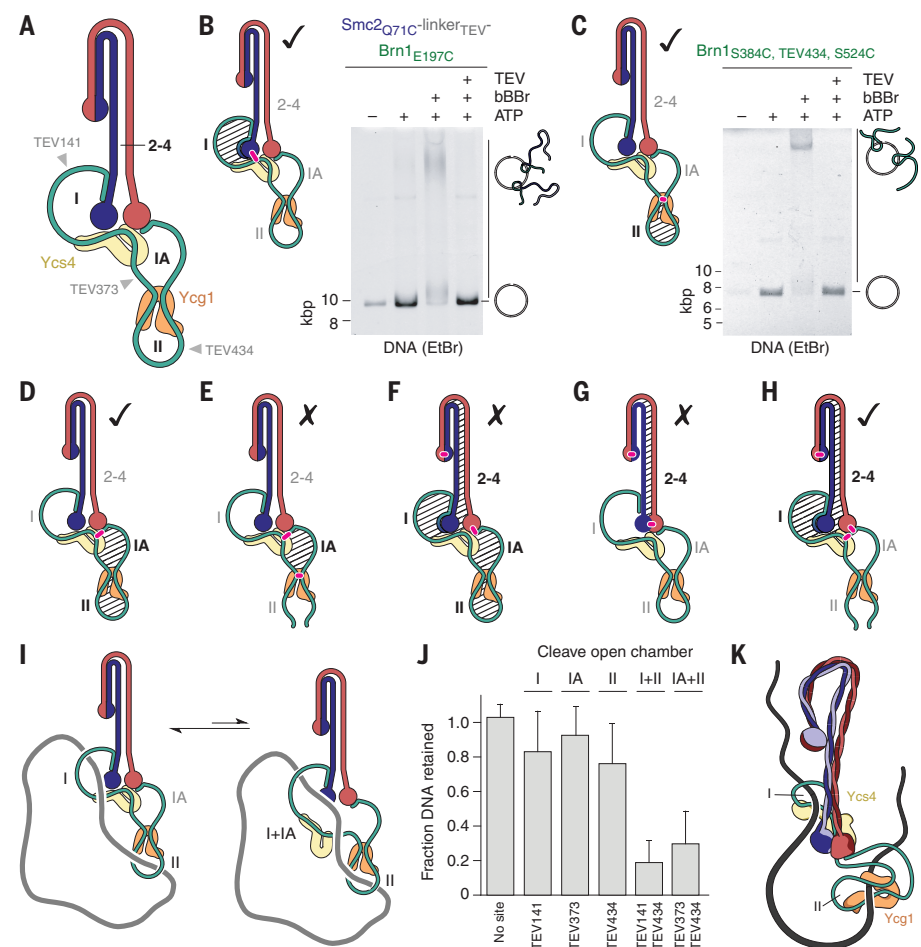 A
TEV141
2-4
I
Ycs4
IA
TEV373
Ycg1
II
TEV434
B
✓
Smc2Q71C-linkerTEV-
Brn1E197C
2-4
I
IA
II
+ TEV
+ + bBBr
− + + + ATP
10
8
kbp
DNA (EtBr)
C
✓
Brn1S384C, TEV434, S524C
2-4
I
IA
II
+ TEV
+ + bBBr
− + + + ATP
10
8
6
5
kbp
DNA (EtBr)
D
✓
2-4
I
IA
II
E
✗
2-4
I
IA
II
F
✗
2-4
I
IA
II
G
✗
2-4
I
IA
II
H
✓
2-4
I
IA
II
I
I
IA
II
I+IA
II
J
Cleave open chamber
I IA II I+II IA+II
Fraction DNA retained
1.0
0.8
0.6
0.4
0.2
0
No site
TEV141
TEV373
TEV434
TEV141
TEV434
TEV373
TEV434
K
I
Ycs4
II
Ycg1